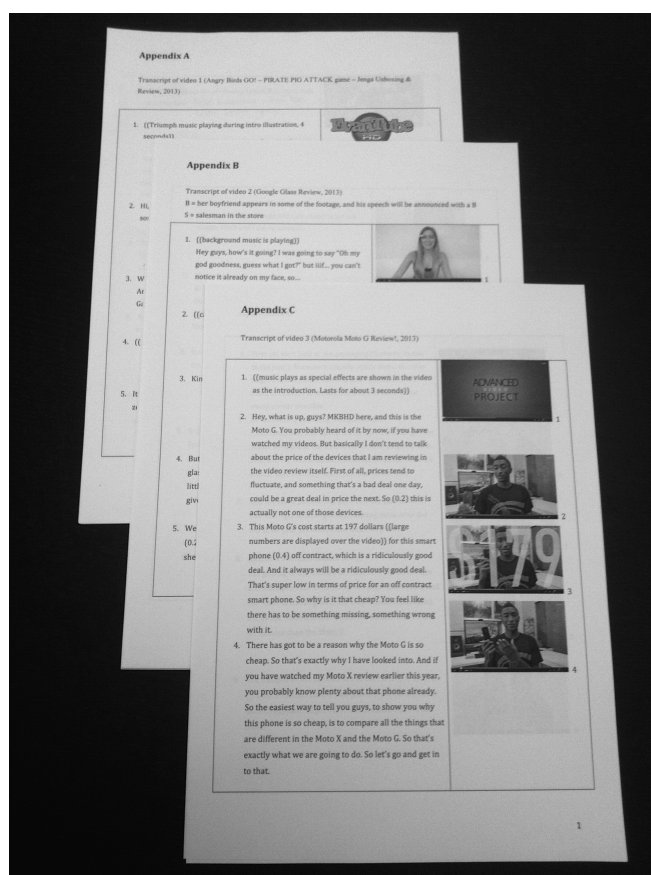 Appendix A
Transcript of video 1 (Angry Birds GO! – PIRATE PIG ATTACK game – Jenga Unboxing &
Review, 2013)
1. ((Triumph music playing during intro illustration, 4
seconds))
EvanTube
HD
2. Hi,
3. W
4. ((
5. It
Appendix B
Transcript of video 2 (Google Glass Review, 2013)
B = her boyfriend appears in some of the footage, and his speech will be announced with a B
S = salesman in the store
1. ((background music is playing))
Hey guys, how's it going? I was going to say "Oh my
god goodness, guess what I got?" but iiif... you can't
notice it already on my face, so...
1
2. ((c
3. Kin
4. But
gla
littl
giv
5. We
(0.2
she
Appendix C
Transcript of video 3 (Motorola Moto G Review!, 2013)
1. ((music plays as special effects are shown in the video
as the introduction. Lasts for about 3 seconds))
ADVANCED
PROJECT
1
2. Hey, what is up, guys? MKBHD here, and this is the
Moto G. You probably heard of it by now, if you have
watched my videos. But basically I don't tend to talk
about the price of the devices that I am reviewing in
the video review itself. First of all, prices tend to
fluctuate, and something that's a bad deal one day,
could be a great deal in price the next. So (0.2) this is
actually not one of those devices.
2
3. This Moto G's cost starts at 197 dollars ((large
numbers are displayed over the video)) for this smart
phone (0.4) off contract, which is a ridiculously good
deal. And it always will be a ridiculously good deal.
That's super low in terms of price for an off contract
smart phone. So why is it that cheap? You feel like
there has to be something missing, something wrong
with it.
$179
3
4. There has got to be a reason why the Moto G is so
cheap. So that's exactly why I have looked into. And if
you have watched my Moto X review earlier this year,
you probably know plenty about that phone already.
So the easiest way to tell you guys, to show you why
this phone is so cheap, is to compare all the things that
are different in the Moto X and the Moto G. So that's
exactly what we are going to do. So let's go and get in
to that.
4
1